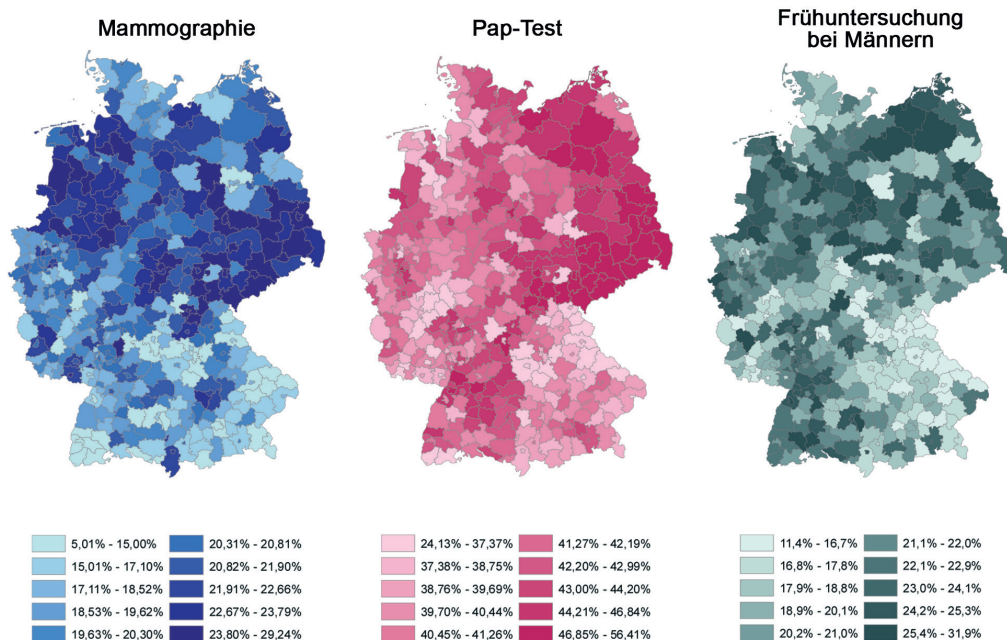 Mammographie
Pap-Test
Frühuntersuchung
bei Männern
5,01% - 15,00%
15,01% - 17,10%
17,11% - 18,52%
18,53% - 19,62%
19,63% - 20,30%
20,31% - 20,81%
20,82% - 21,90%
21,91% - 22,66%
22,67% - 23,79%
23,80% - 29,24%
24,13% - 37,37%
37,38% - 38,75%
38,76% - 39,69%
39,70% - 40,44%
40,45% - 41,26%
41,27% - 42,19%
42,20% - 42,99%
43,00% - 44,20%
44,21% - 46,84%
46,85% - 56,41%
11,4% - 16,7%
16,8% - 17,8%
17,9% - 18,8%
18,9% - 20,1%
20,2% - 21,0%
21,1% - 22,0%
22,1% - 22,9%
23,0% - 24,1%
24,2% - 25,3%
25,4% - 31,9%